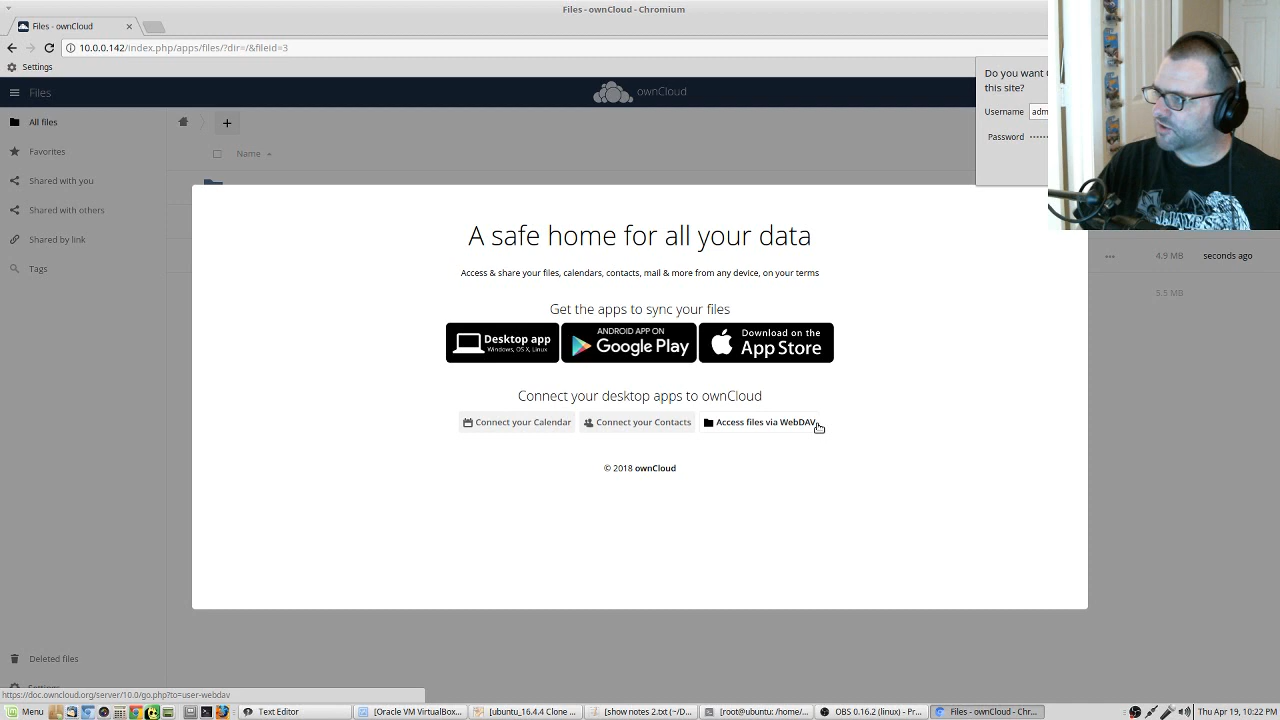 Files - ownCloud - Chromium
Files - ownCloud
10.0.0.142/index.php/apps/files/?dir=/&fileid=3
Settings
Files
ownCloud
Do you want
this site?
Username adm
Password
All files
Favorites
Shared with you
Shared with others
Shared by link
Tags
+
Name
A safe home for all your data
Access & share your files, calendars, contacts, mail & more from any device, on your terms
Get the apps to sync your files
Desktop app
Windows, OS X, Linux
ANDROID APP ON
Google Play
Download on the
App Store
Connect your desktop apps to ownCloud
Connect your Calendar
Connect your Contacts
Access files via WebDAV
© 2018 ownCloud
4.9 MB seconds ago
5.5 MB
Deleted files
https://doc.owncloud.org/server/10.0/go.php?to=user-webdav
Menu
Text Editor
[Oracle VM VirtualBox...
[ubuntu_16.4.4 Clone ...
[show notes 2.txt (~/D...
[root@ubuntu: /home/...
OBS 0.16.2 (linux) - Pr...
Files - ownCloud - Chr...
Thu Apr 19, 10:22 PM